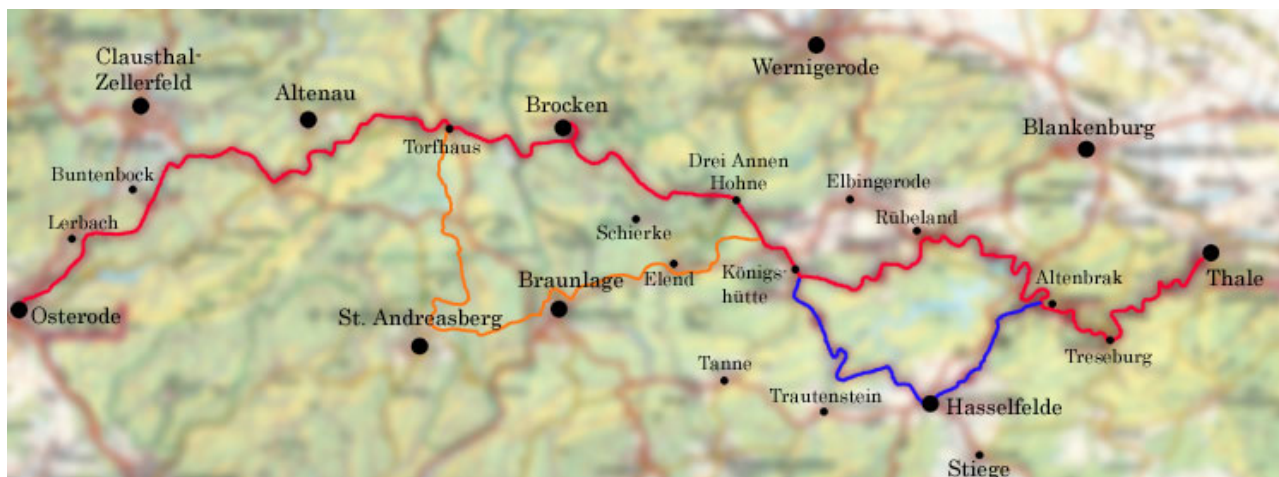 Wernigerode
Clausthal-
Zellerfeld
Altenau
Brocken
Blankenburg
Torfhaus
Drei Annen
Hohne
Buntenbock
Elbingerode
Lerbach
Rübeland
Schierke
Thale
Königs-
hütte
Elend
Altenbrak
Braunlage
Osterode
St. Andreasberg
Treseburg
Tanne
Trautenstein
Hasselfelde
Stiege